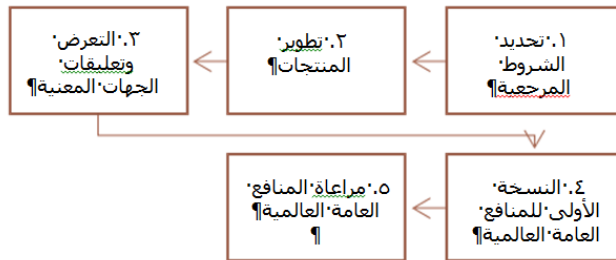 ١. تحديد
الشروط
المرجعية¶
٢. تطوير
المنتجات¶
٣. التعرض
وتعليقات
الجهات المعنية¶
٤. النسخة
الأولى للمنافع
العامة العالمية¶
٥. مراعاة المنافع
العامة العالمية¶
¶